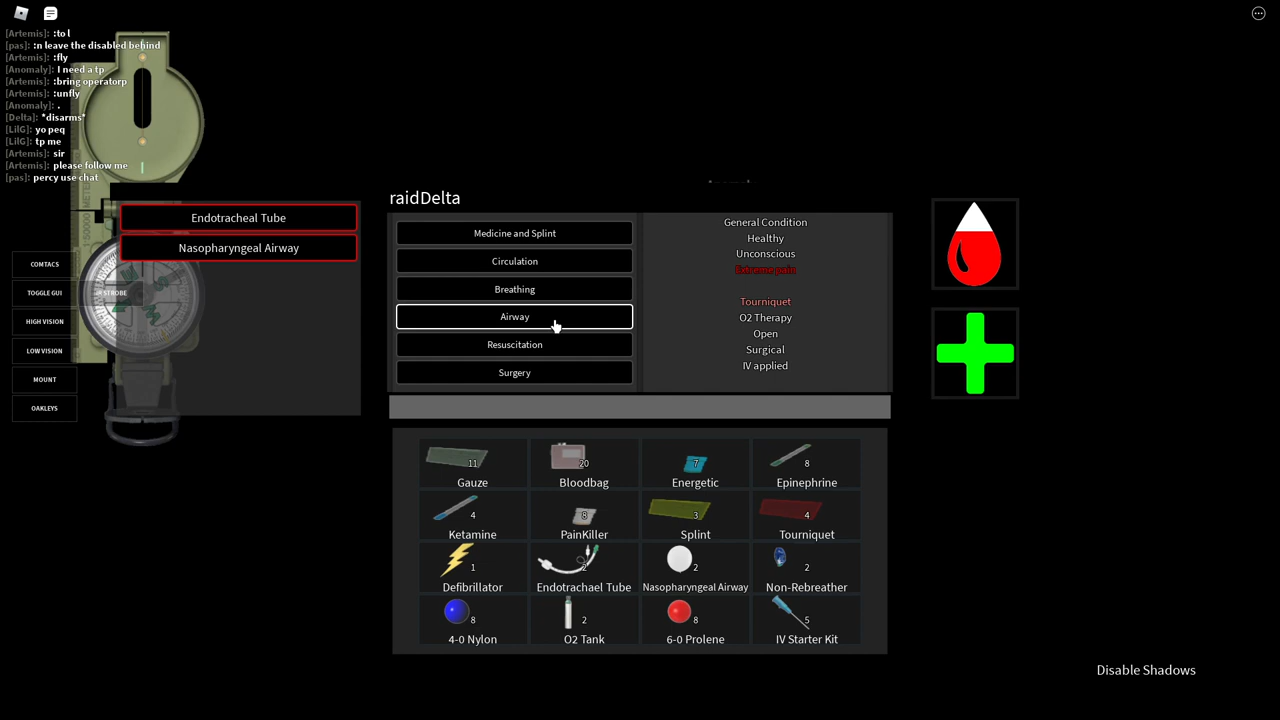 [Artemis]: :to l
[pas]: :n leave the disabled behind
[Artemis]: :fly
[Anomaly]: I need a tp
[Artemis]: :bring operatorp
[Artemis]: :unfly
[Anomaly]: .
[Delta]: *disarms*
[LilG]: yo peq
[LilG]: tp me
[Artemis]: sir
[Artemis]: please follow me
[pas]: percy use chat
raidDelta
Endotracheal Tube
Nasopharyngeal Airway
COMTACS
TOGGLE GUI
STROBE
HIGH VISION
LOW VISION
MOUNT
OAKLEYS
Medicine and Splint
Circulation
Breathing
Airway
Resuscitation
Surgery
General Condition
Healthy
Unconscious
Extreme pain
Tourniquet
O2 Therapy
Open
Surgical
IV applied
11
Gauze
20
Bloodbag
7
Energetic
8
Epinephrine
4
Ketamine
8
PainKiller
3
Splint
4
Tourniquet
1
Defibrillator
2
Endotrachael Tube
2
Nasopharyngeal Airway
2
Non-Rebreather
8
4-0 Nylon
2
O2 Tank
8
6-0 Prolene
5
IV Starter Kit
Disable Shadows